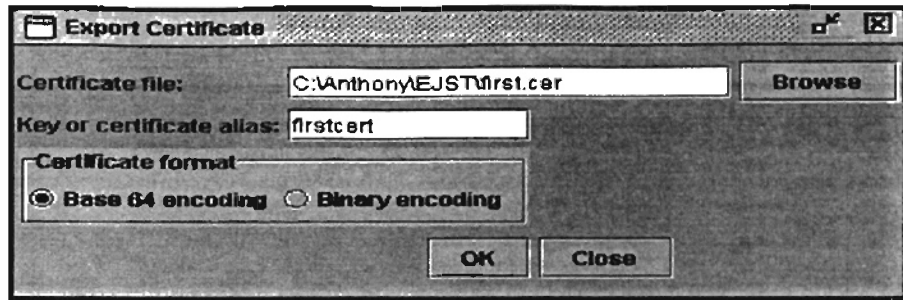 Export Certificate
Certificate file: C:\Anthony\EJST\first.cer Browse
Key or certificate alias: firstcert
Certificate format
Base 64 encoding Binary encoding
OK Close